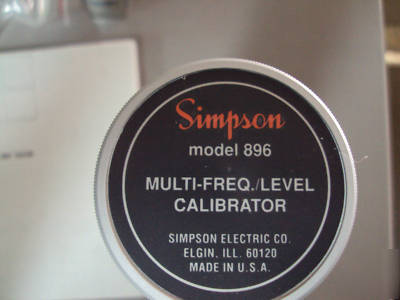 Simpson
model 896
MULTI-FREQ./LEVEL
CALIBRATOR
SIMPSON ELECTRIC CO.
ELGIN. ILL. 60120
MADE IN U.S.A.